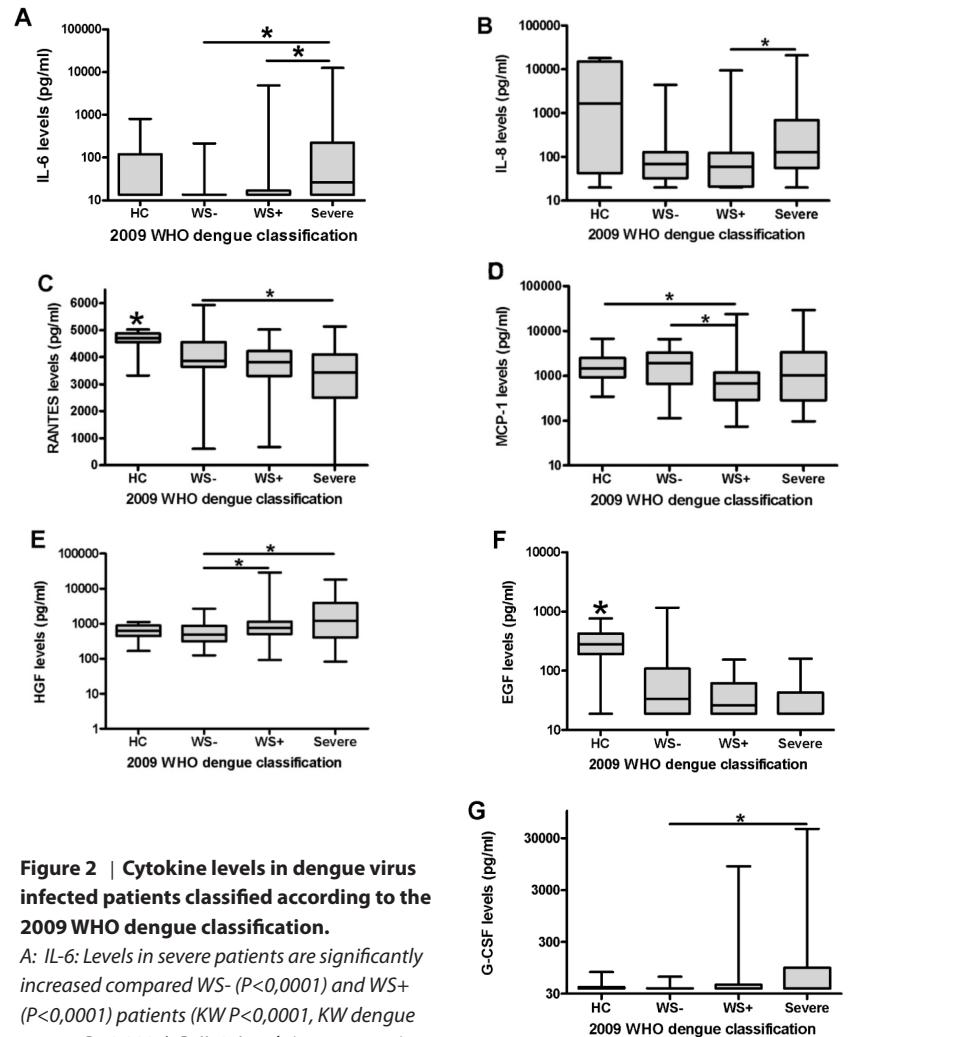 A
IL-6 levels (pg/ml)
100000
10000
1000
100
10
*
*
HC WS- WS+ Severe
2009 WHO dengue classification
B
IL-8 levels (pg/ml)
100000
10000
1000
100
10
*
HC WS- WS+ Severe
2009 WHO dengue classification
C
RANTES levels (pg/ml)
6000
5000
4000
3000
2000
1000
0
*
*
HC WS- WS+ Severe
2009 WHO dengue classification
D
MCP-1 levels (pg/ml)
100000
10000
1000
100
10
*
*
HC WS- WS+ Severe
2009 WHO dengue classification
E
HGF levels (pg/ml)
100000
10000
1000
100
10
1
*
*
HC WS- WS+ Severe
2009 WHO dengue classification
F
EGF levels (pg/ml)
10000
1000
100
10
*
HC WS- WS+ Severe
2009 WHO dengue classification
G
G-CSF levels (pg/ml)
30000
3000
300
30
*
HC WS- WS+ Severe
2009 WHO dengue classification
Figure 2 | Cytokine levels in dengue virus
infected patients classified according to the
2009 WHO dengue classification.
A: IL-6: Levels in severe patients are significantly
increased compared WS- (P<0,0001) and WS+
(P<0,0001) patients (KW P<0,0001, KW dengue